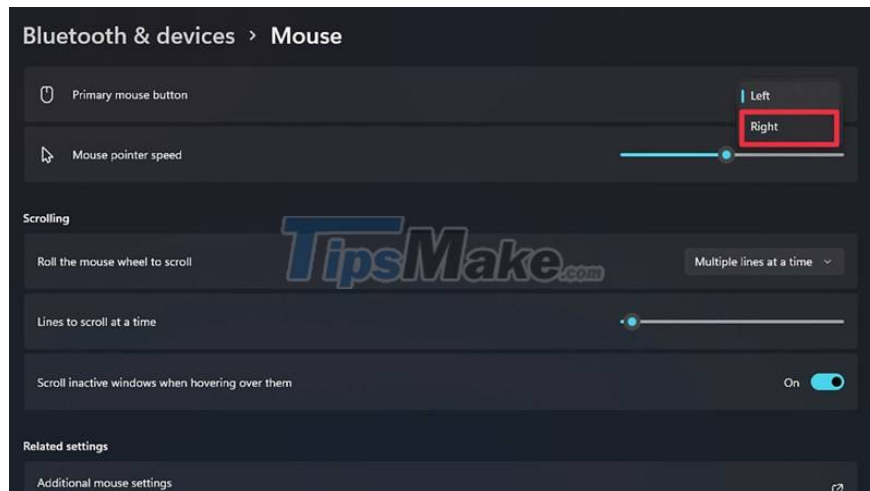 Bluetooth & devices > Mouse
Primary mouse button
Left
Right
Mouse pointer speed
Scrolling
TipsMake.com
Roll the mouse wheel to scroll
Multiple lines at a time
Lines to scroll at a time
Scroll inactive windows when hovering over them
On
Related settings
Additional mouse settings